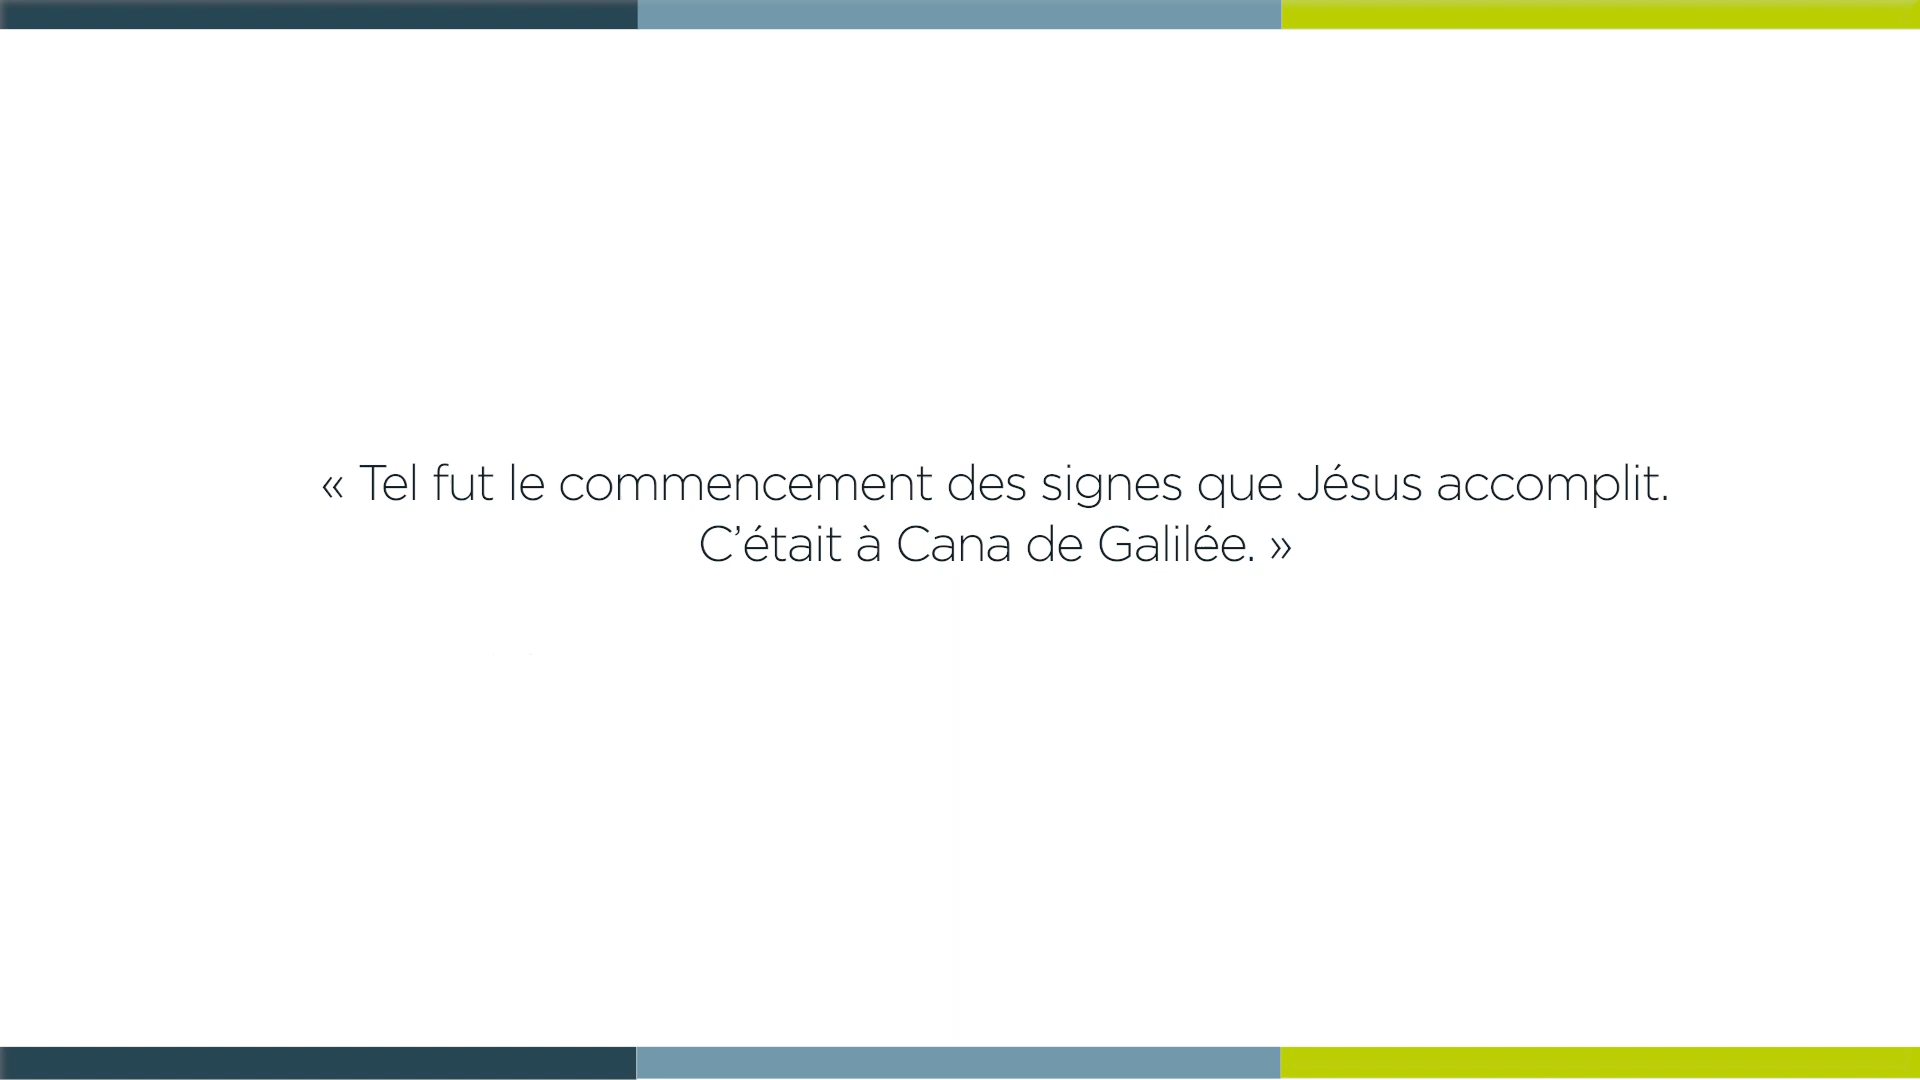 « Tel fut le commencement des signes que Jésus accomplit.
C’était à Cana de Galilée. »